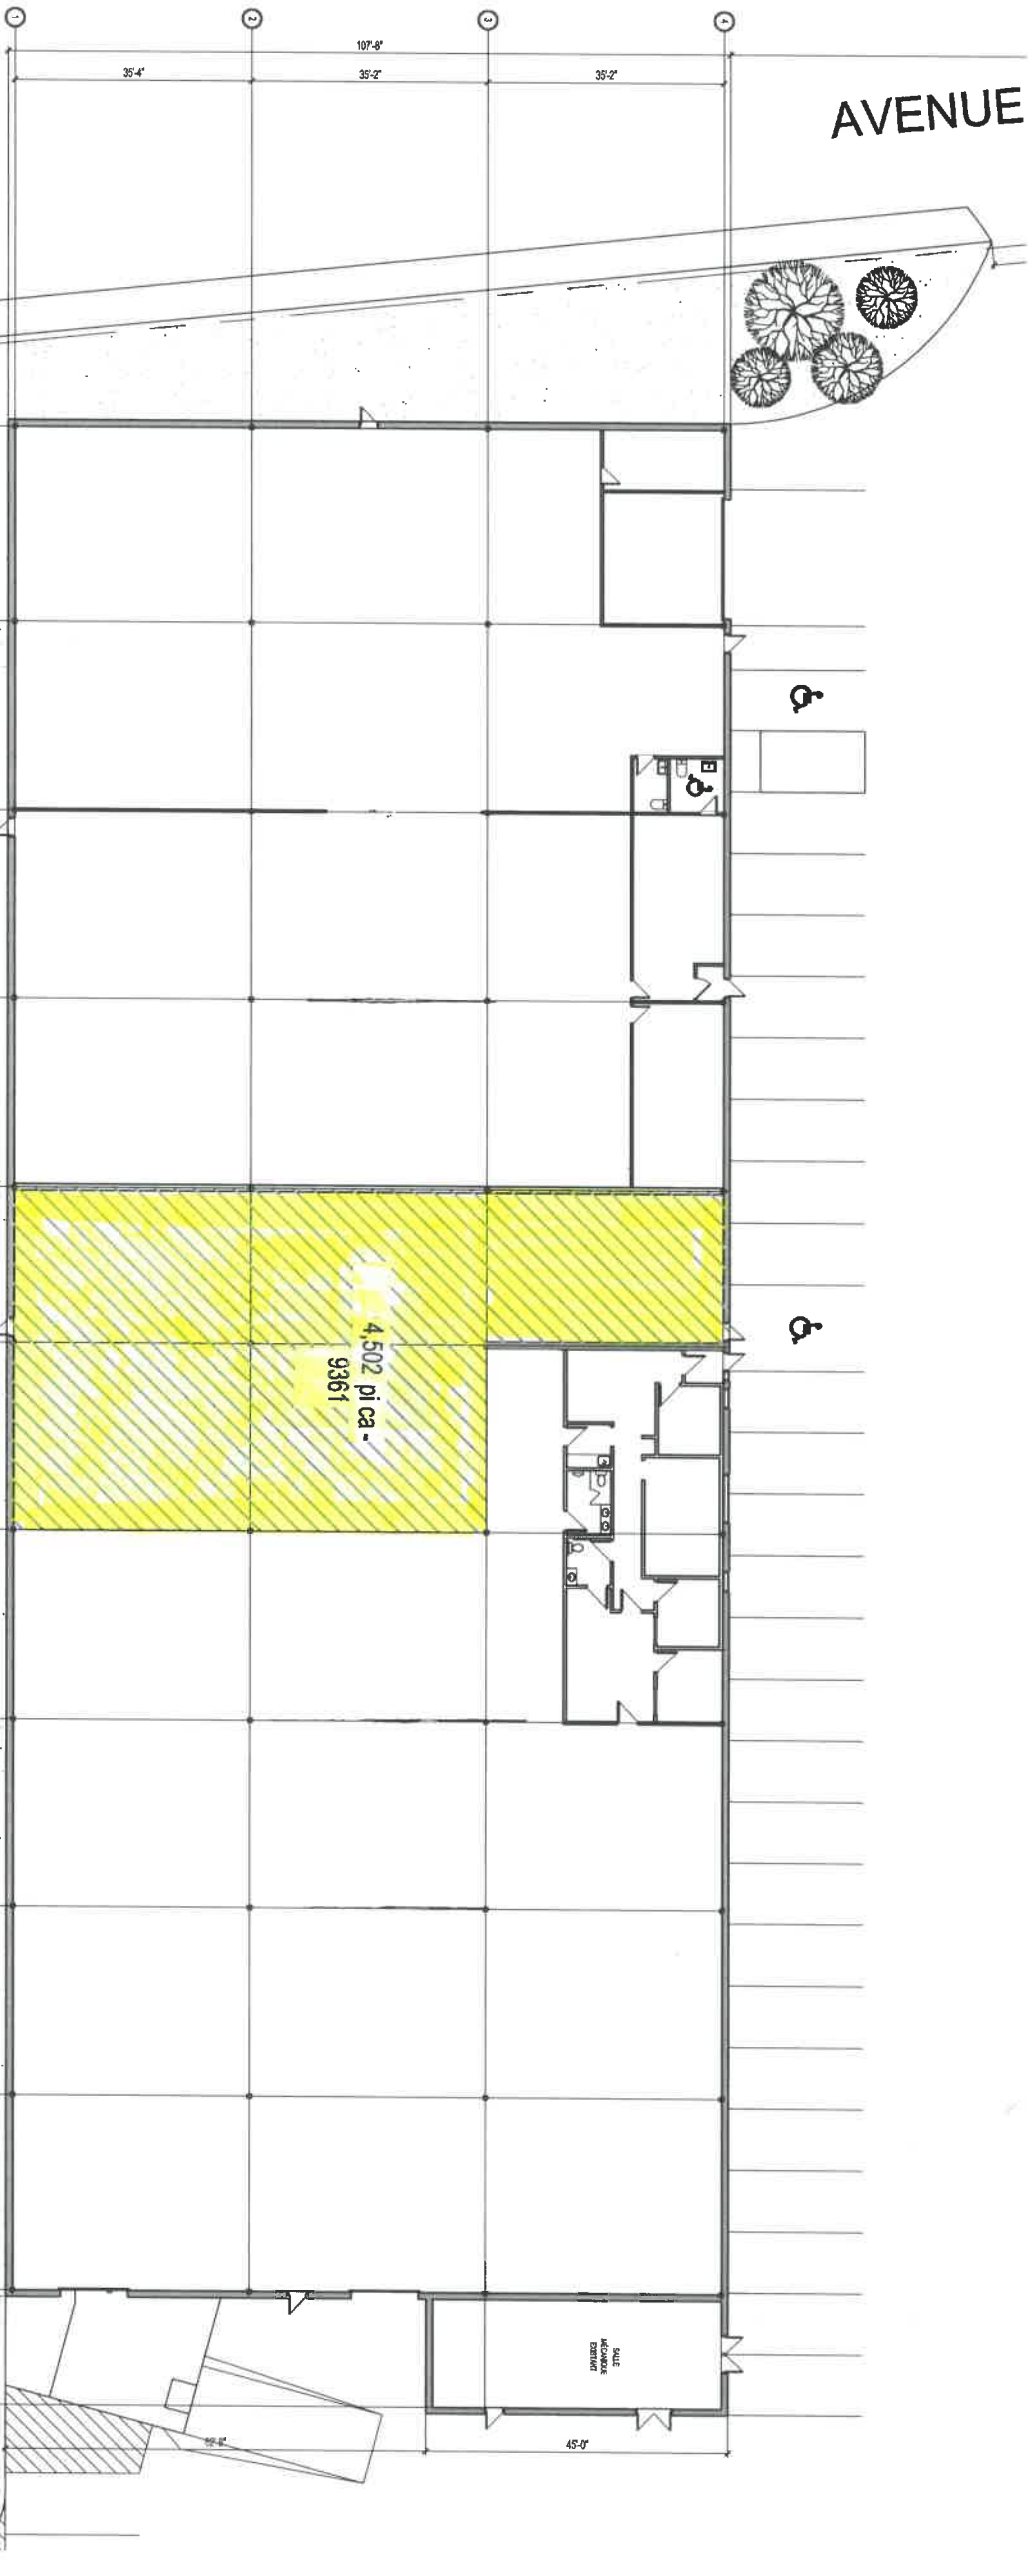 1
2
3
4
107'-8"
35'-4"
35'-2"
35'-2"
AVENUE
4,502 pi ca -
9361
SALLE
MÉCANIQUE
EXISTANT
45'-0"